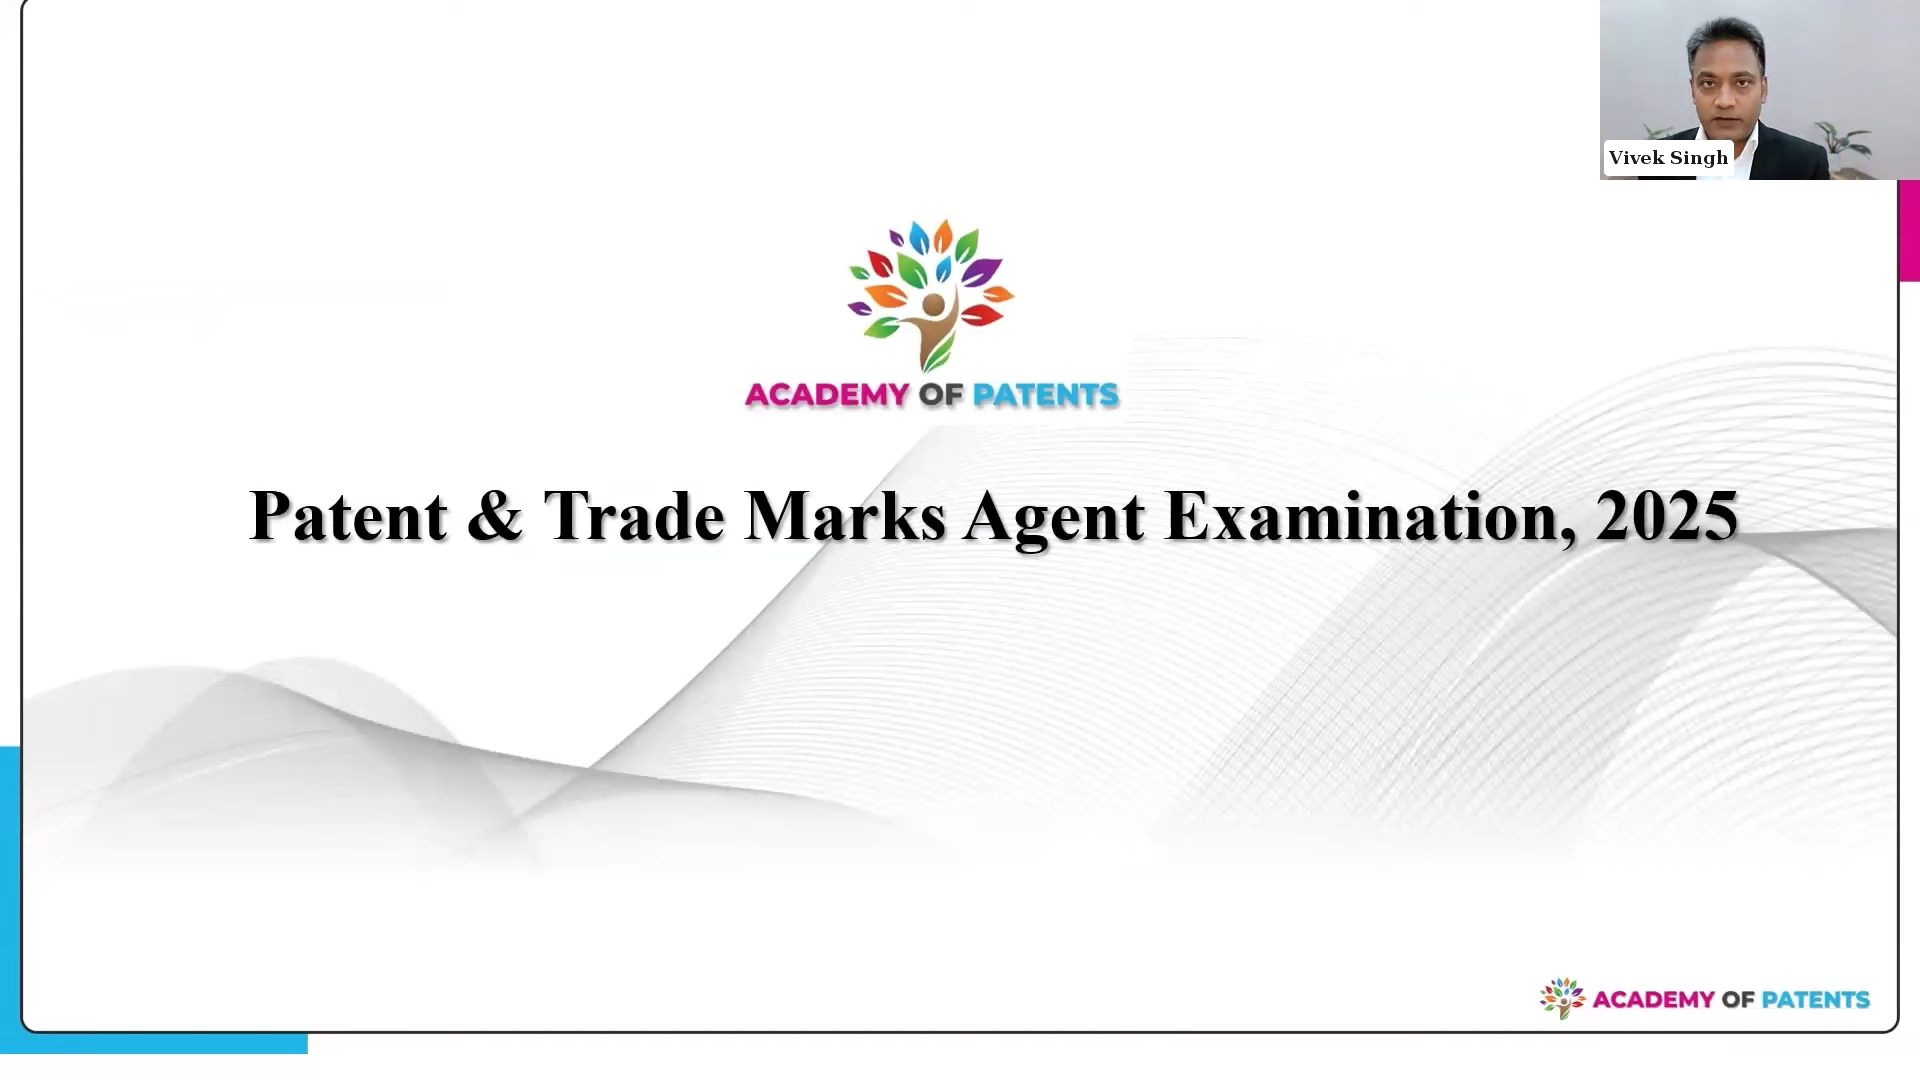 Vivek Singh
ACADEMY OF PATENTS
Patent & Trade Marks Agent Examination, 2025
ACADEMY OF PATENTS